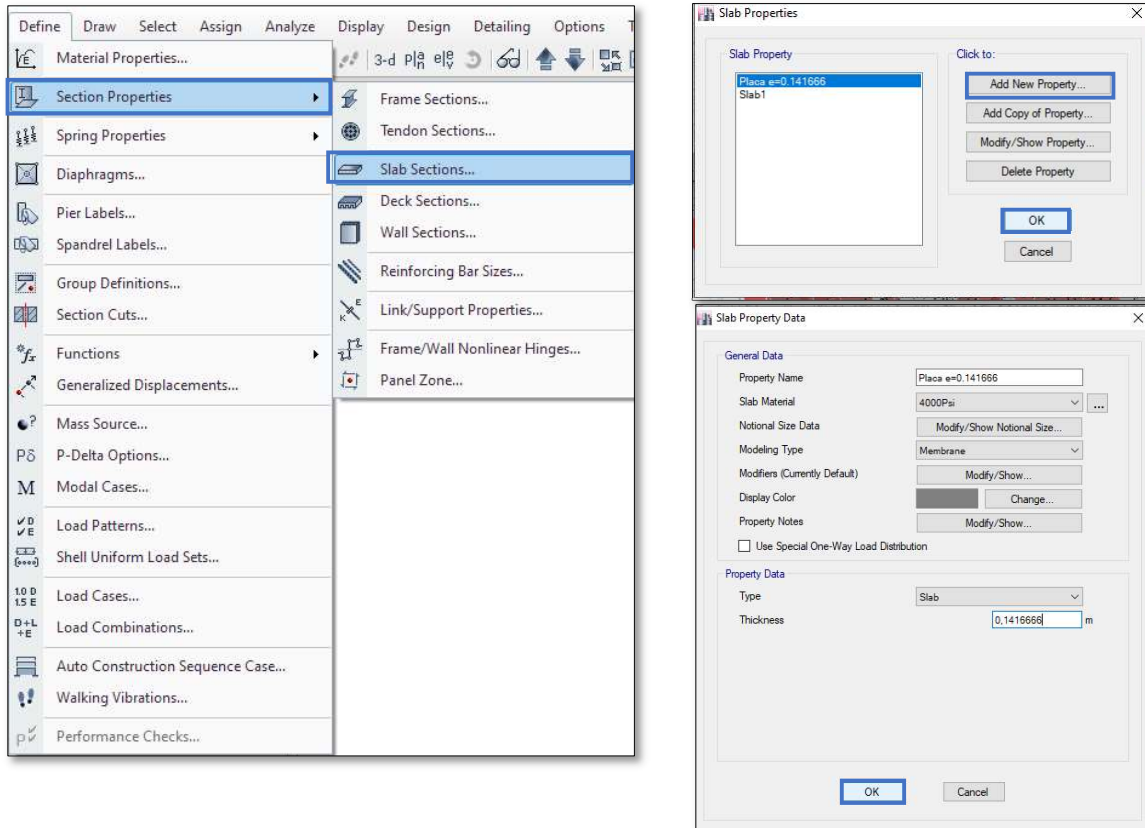 Define Draw Select Assign Analyze Display Design Detailing Options
Material Properties...
Section Properties
Spring Properties
Diaphragms...
Pier Labels...
Spandrel Labels...
Group Definitions...
Section Cuts...
Functions
Generalized Displacements...
Mass Source...
P-Delta Options...
Modal Cases...
Load Patterns...
Shell Uniform Load Sets...
Load Cases...
Load Combinations...
Auto Construction Sequence Case...
Walking Vibrations...
Performance Checks...
3-d
Frame Sections...
Tendon Sections...
Slab Sections...
Deck Sections...
Wall Sections...
Reinforcing Bar Sizes...
Link/Support Properties...
Frame/Wall Nonlinear Hinges...
Panel Zone...
Slab Properties
Slab Property
Placa e=0.141666
Slab1
Click to:
Add New Property...
Add Copy of Property...
Modify/Show Property...
Delete Property
OK
Cancel
Slab Property Data
General Data
Property Name Placa e=0.141666
Slab Material 4000Psi ...
Notional Size Data Modify/Show Notional Size...
Modeling Type Membrane
Modifiers (Currently Default) Modify/Show...
Display Color Change...
Property Notes Modify/Show...
Use Special One-Way Load Distribution
Property Data
Type Slab
Thickness 0,1416666 m
OK Cancel